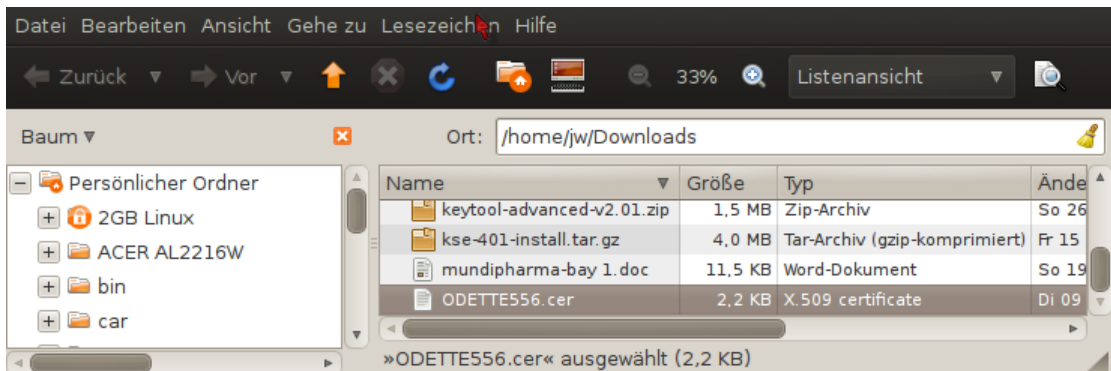 Datei Bearbeiten Ansicht Gehe zu Lesezeichen Hilfe
Zurück Vor 33% Listenansicht
Baum Ort: /home/jw/Downloads
Persönlicher Ordner
2GB Linux
ACER AL2216W
bin
car
Name Größe Typ Ände
keytool-advanced-v2.01.zip 1,5 MB Zip-Archiv So 26
kse-401-install.tar.gz 4,0 MB Tar-Archiv (gzip-komprimiert) Fr 15
mundipharma-bay 1.doc 11,5 KB Word-Dokument So 19
ODETTE556.cer 2,2 KB X.509 certificate Di 09
»ODETTE556.cer« ausgewählt (2,2 KB)